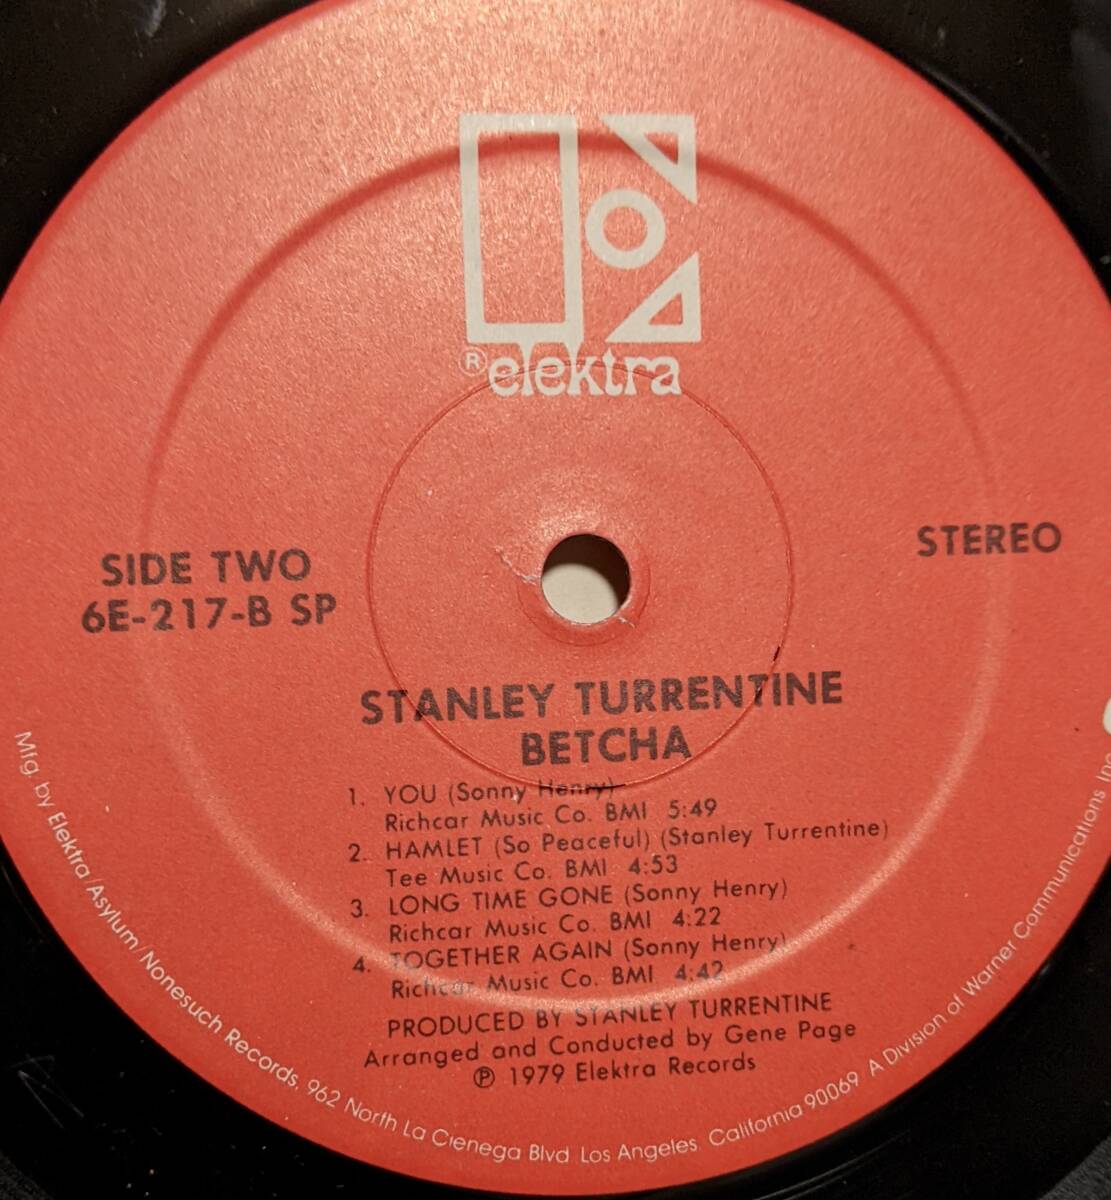 ® elektra
SIDE TWO
6E-217-B SP
STEREO
STANLEY TURRENTINE
BETCHA
1. YOU (Sonny Henry)
Richcar Music Co. BMI 5:49
2. HAMLET (So Peaceful) (Stanley Turrentine)
Tee Music Co. BMI 4:53
3. LONG TIME GONE (Sonny Henry)
Richcar Music Co. BMI 4:22
4. TOGETHER AGAIN (Sonny Henry)
Richcar Music Co. BMI 4:42
PRODUCED BY STANLEY TURRENTINE
Arranged and Conducted by Gene Page
℗ 1979 Elektra Records
Mfg. by Elektra/Asylum/Nonesuch Records, 962 North La Cienega Blvd. Los Angeles, California 90069 A Division of Warner Communications Inc